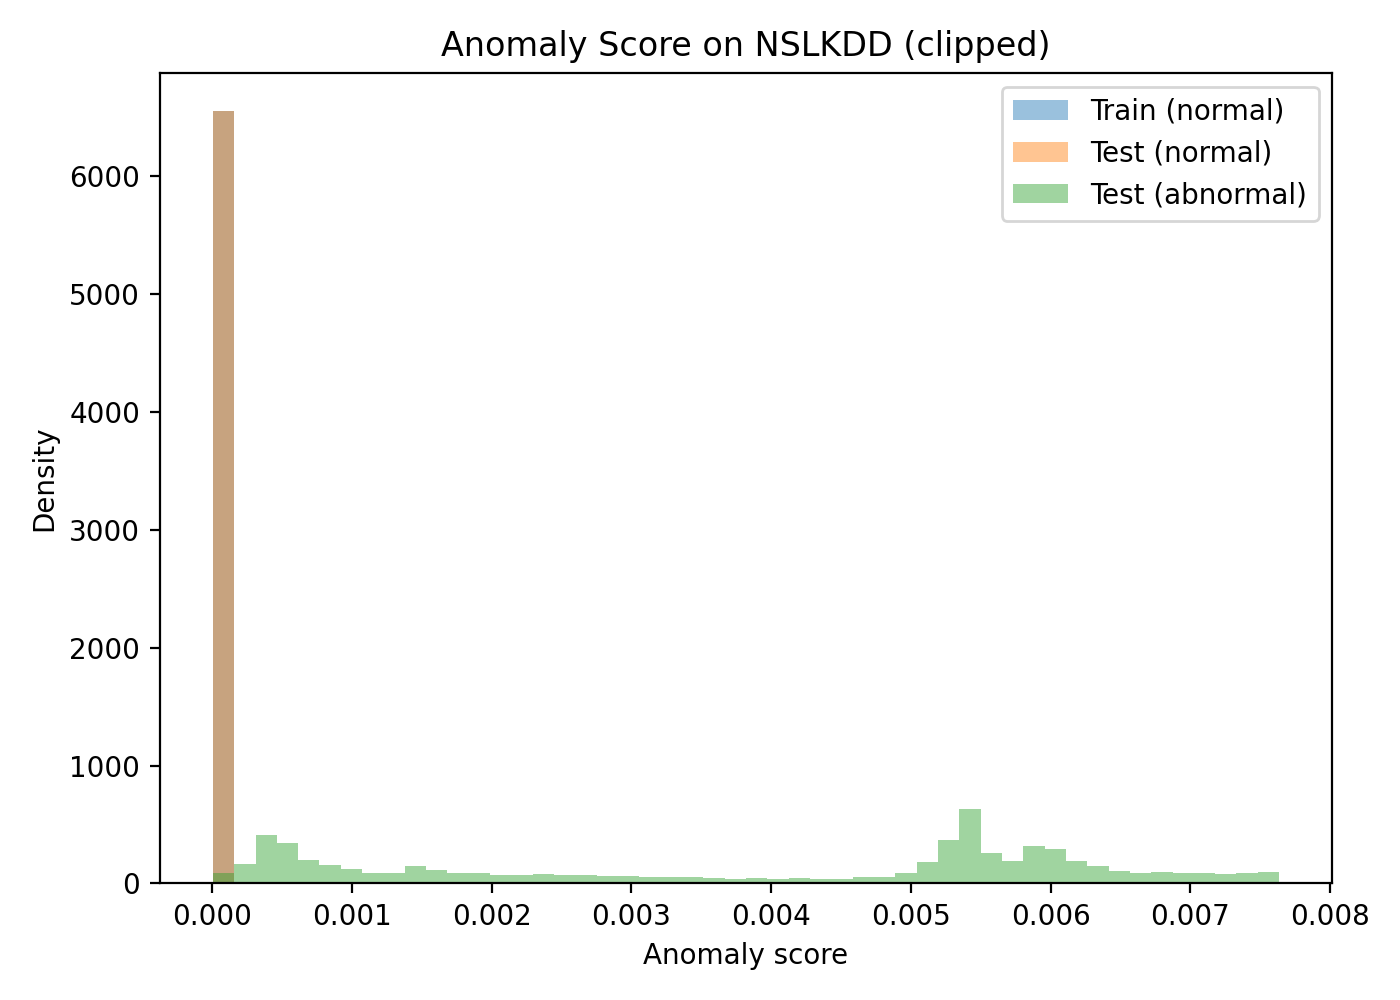 Anomaly Score on NSLKDD (clipped)
Train (normal)
Test (normal)
Test (abnormal)
6000
5000
4000
3000
2000
1000
0
Density
0.000 0.001 0.002 0.003 0.004 0.005 0.006 0.007 0.008
Anomaly score